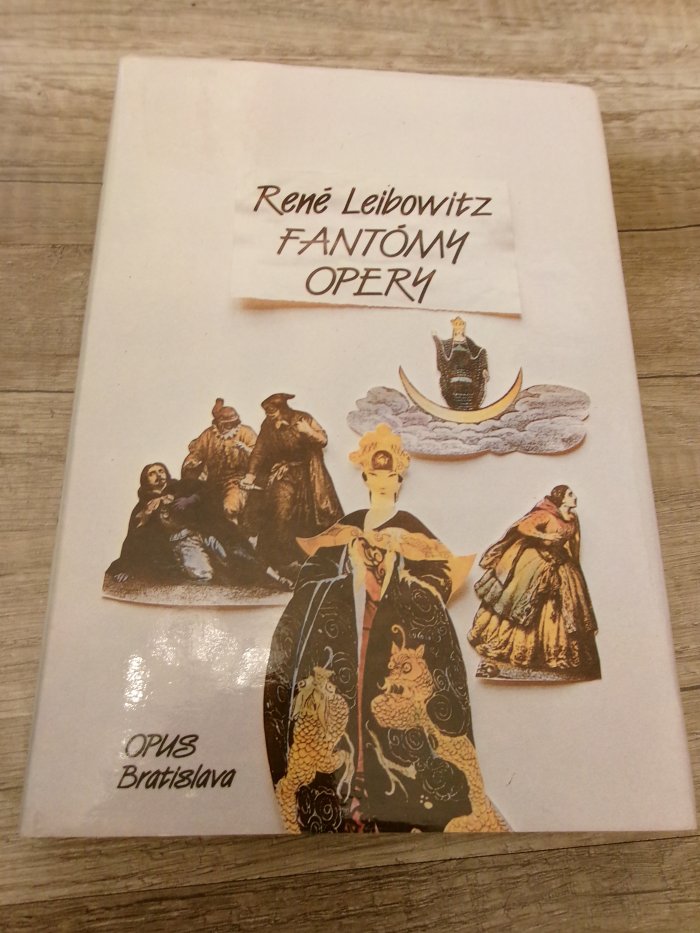 René Leibowitz
FANTÓMY
OPERY
OPUS
Bratislava